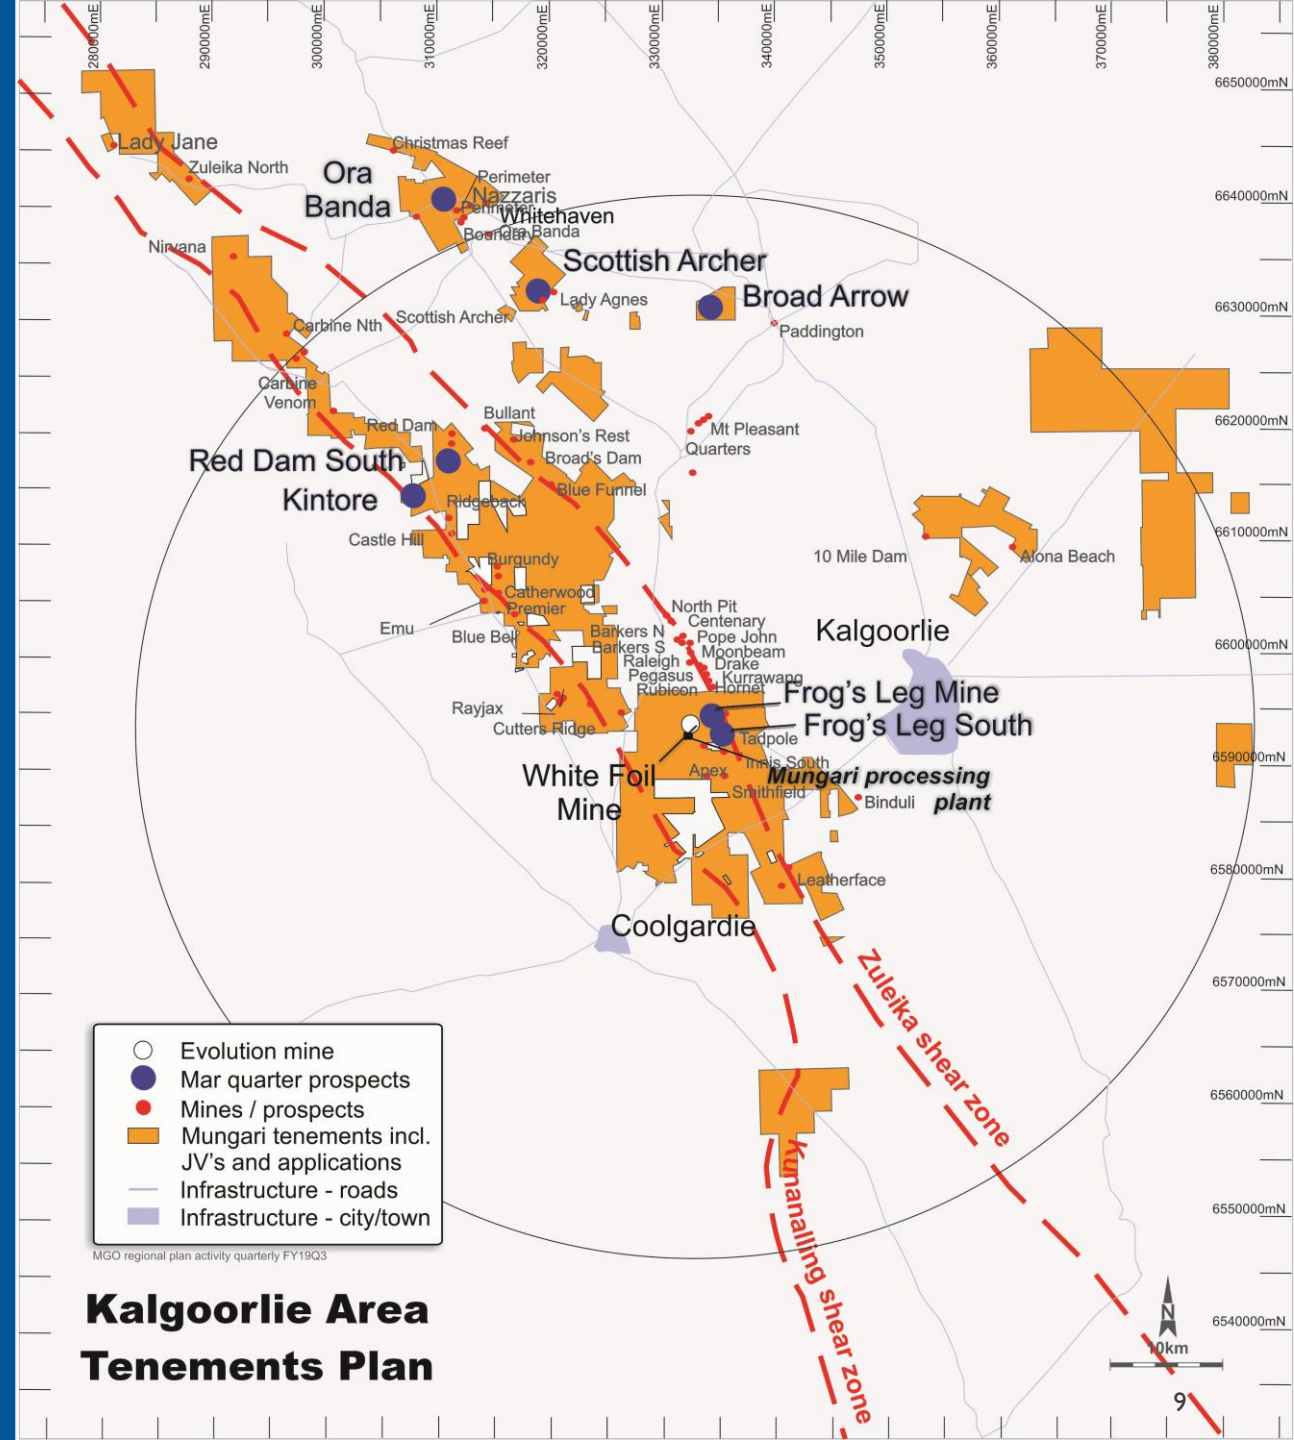 280000mE
290000mE
300000mE
310000mE
320000mE
330000mE
340000mE
350000mE
360000mE
370000mE
380000mE
6650000mN
6640000mN
6630000mN
6620000mN
6610000mN
6600000mN
6590000mN
6580000mN
6570000mN
6560000mN
6550000mN
6540000mN
Lady Jane
Zuleika North
Christmas Reef
Ora
Banda
Perimeter
Nazzaris
Perimeter
Whitehaven
Boundary
Ora Banda
Nirvana
Scottish Archer
Broad Arrow
Lady Agnes
Scottish Archer
Paddington
Carbine Nth
Carbine
Venom
Red Dam
Bullant
Johnson's Rest
Mt Pleasant
Quarters
Broad's Dam
Red Dam South
Kintore
Blue Funnel
Ridgeback
Castle Hill
10 Mile Dam
Alona Beach
Burgundy
Catherwood
Premier
Emu
Blue Bell
North Pit
Centenary
Barkers N
Pope John
Barkers S
Moonbeam
Raleigh
Drake
Pegasus
Kurrawang
Rubicon
Hornet
Kalgoorlie
Frog's Leg Mine
Frog's Leg South
Rayjax
Cutters Ridge
Tadpole
Innis South
Apex
White Foil
Mine
Mungari processing
plant
Smithfield
Binduli
Leatherface
Coolgardie
Zuleika shear zone
Kunanalling shear zone
Evolution mine
Mar quarter prospects
Mines / prospects
Mungari tenements incl.
JV's and applications
Infrastructure - roads
Infrastructure - city/town
MGO regional plan activity quarterly FY19Q3
Kalgoorlie Area
Tenements Plan
N
10km
9